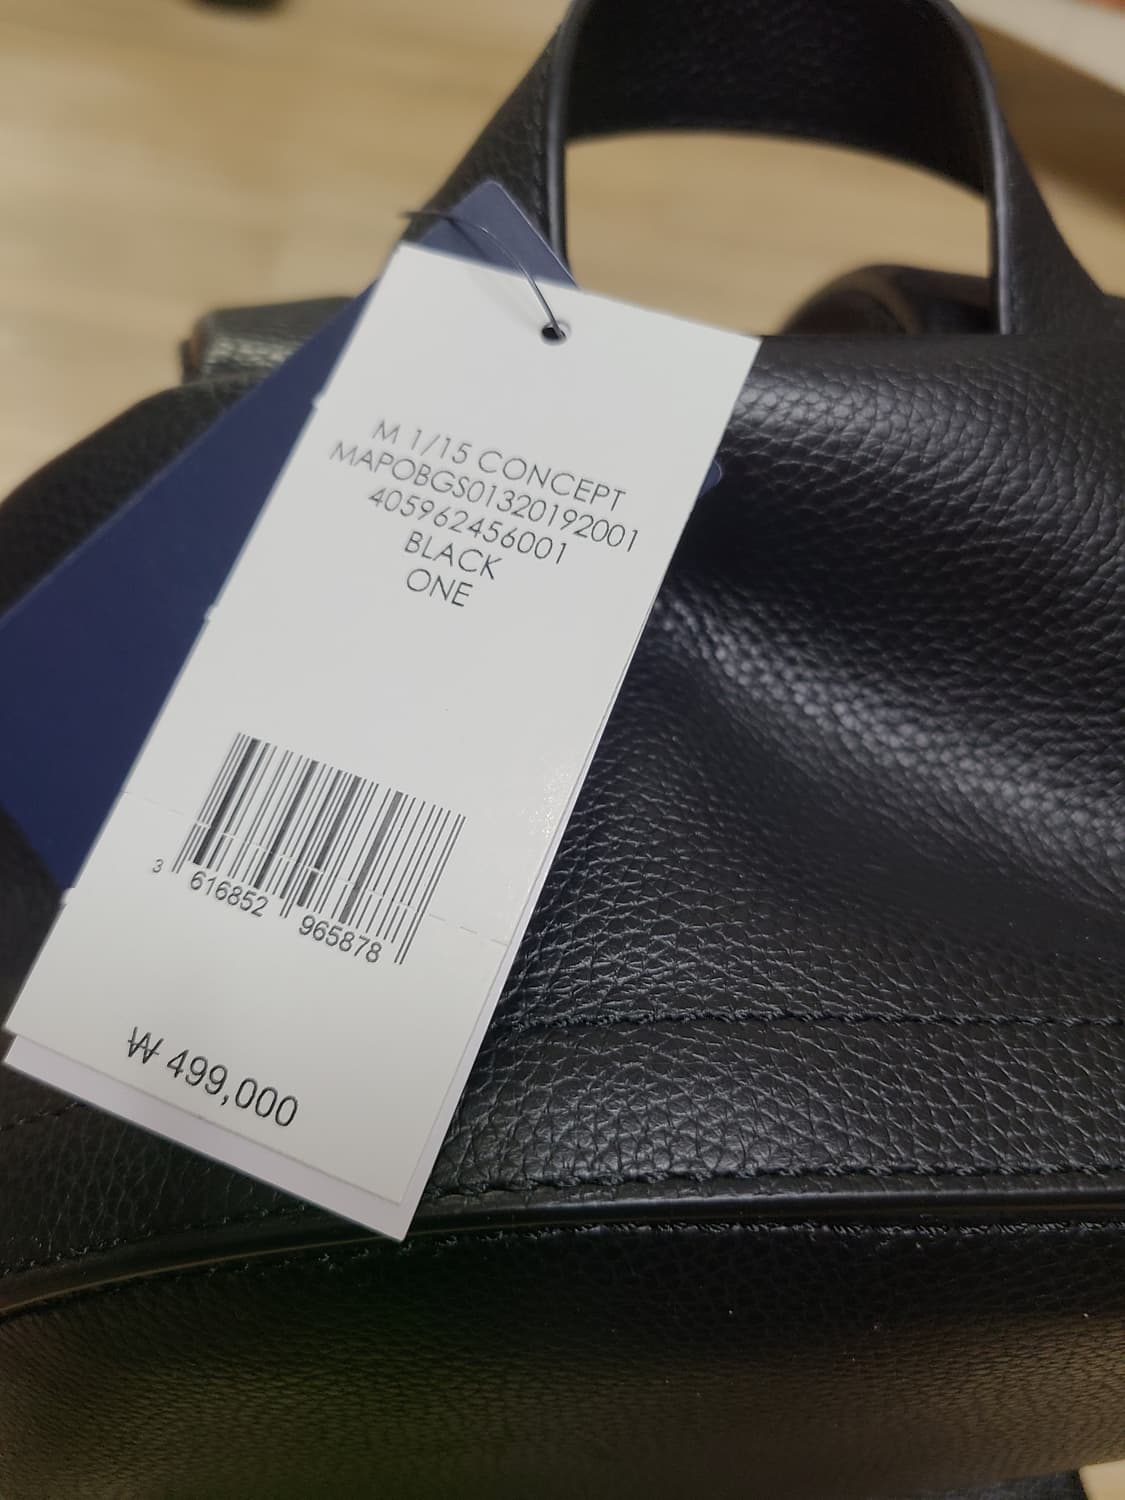 M 1/15 CONCEPT
MAPOBGS01320192001
405962456001
BLACK
ONE
3 616852 965878
₩ 499,000